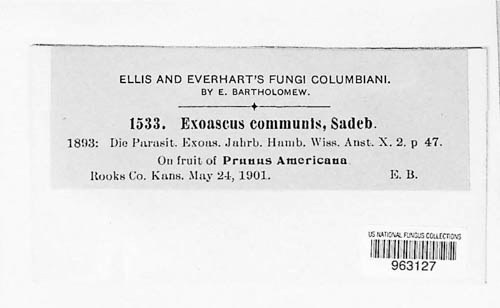 ELLIS AND EVERHART'S FUNGI COLUMBIANI.
BY E. BARTHOLOMEW.
1533. Exoascus communis, Sadeb.
1893: Die Parasit. Exoas. Jahrb. Hamb. Wiss. Anst. X. 2. p 47.
On fruit of Prunus Americana
Rooks Co. Kans. May 24, 1901. E. B.
US NATIONAL FUNGUS COLLECTIONS
963127